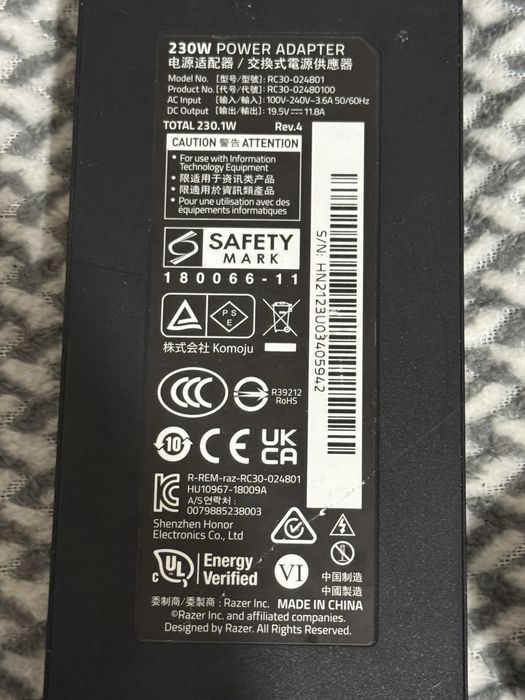 230W POWER ADAPTER
电源适配器 / 交換式電源供應器
Model No. [型号/型號]: RC30-024801
Product No. [代号/代號]: RC30-02480100
AC Input [输入/輸入]: 100V-240V~3.6A 50/60Hz
DC Output [输出/輸出]: 19.5V⎓11.8A
TOTAL 230.1W Rev.4
CAUTION 警告 ATTENTION
• For use with Information
Technology Equipment
• 限适用于资讯类产品
• 限適用於資訊類產品
• Pour une utilisation avec des
équipements informatiques
SAFETY
MARK
180066-11
PS
E
株式会社 Komoju
CCC
R39212
RoHS
10
CE
UK
CA
R-REM-raz-RC30-024801
HU10967-18009A
A/S연락처:
0079885238003
Shenzhen Honor
Electronics Co., Ltd
c UL ®
Energy
Verified
VI
中国制造
中國製造
委制商/委製商: Razer Inc. MADE IN CHINA
©Razer Inc. and affiliated companies.
Designed by Razer. All Rights Reserved.
S/N: HN2123U03405942